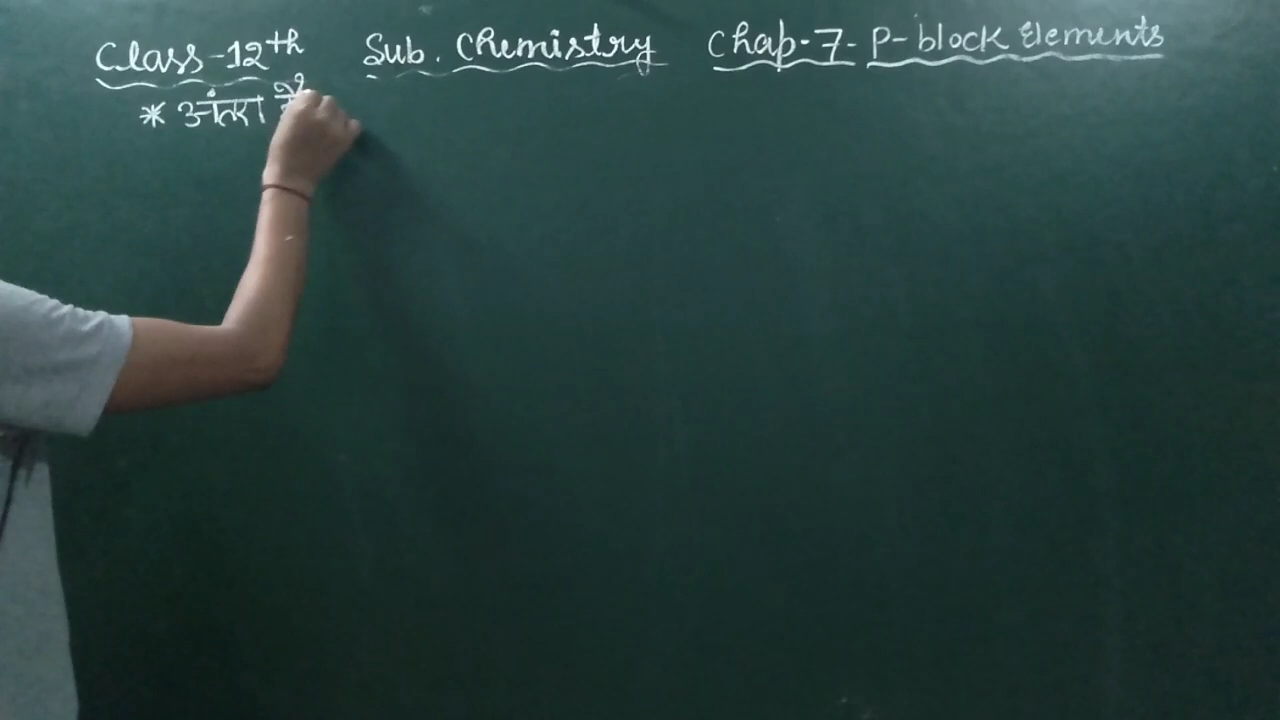 Class-12th Sub. Chemistry Chap-7- P-block Elements
* अंतरा